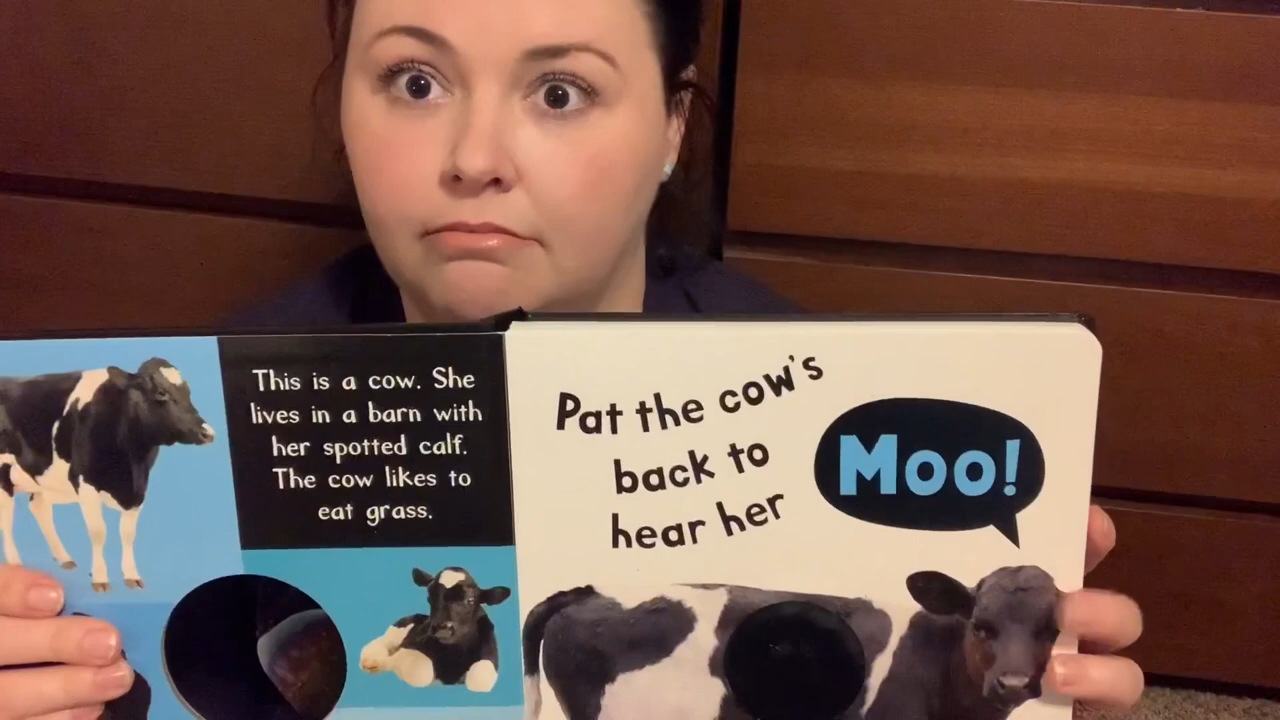 This is a cow. She
lives in a barn with
her spotted calf.
The cow likes to
eat grass.
Pat the cow's
back to
hear her
Moo!